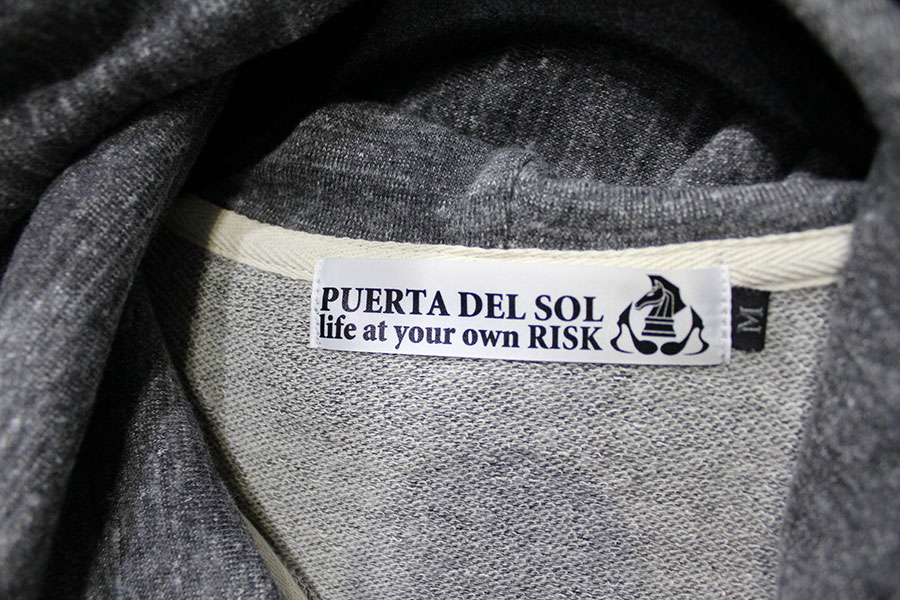 PUERTA DEL SOL
life at your own RISK
M